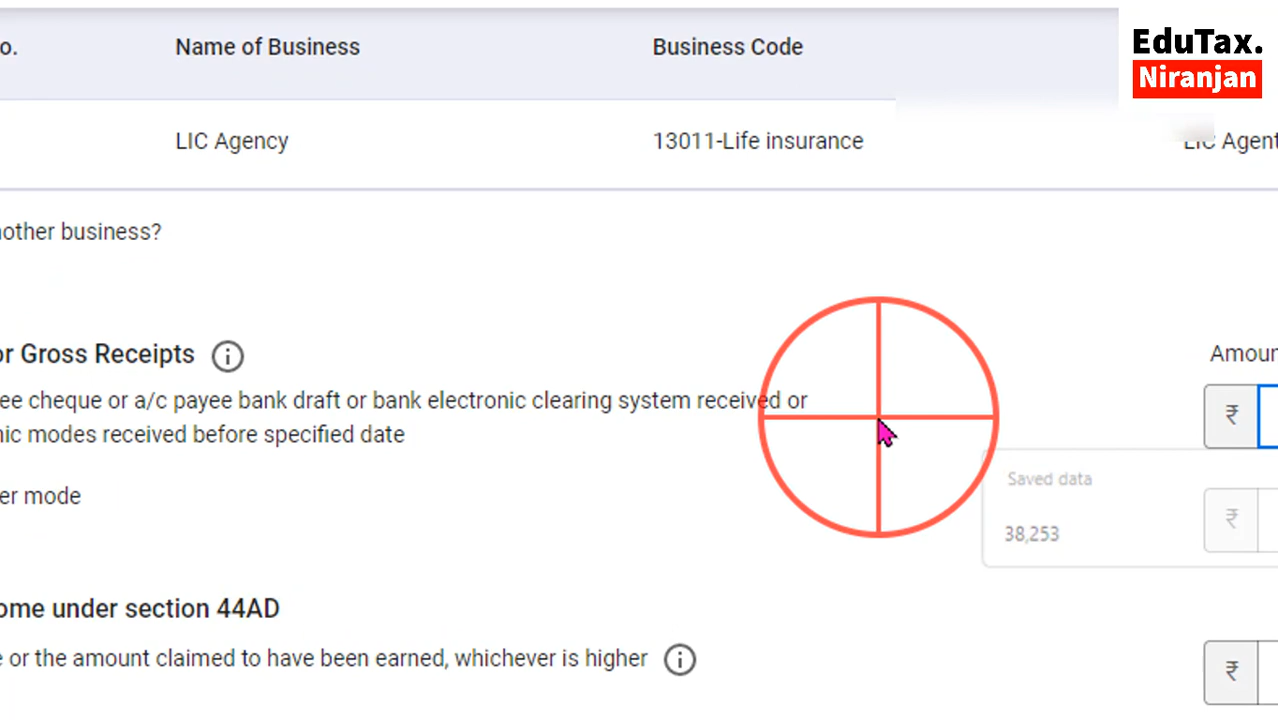 o. Name of Business Business Code
EduTax.
Niranjan
LIC Agency 13011-Life insurance LIC Agent
nother business?
or Gross Receipts Amoun
ee cheque or a/c payee bank draft or bank electronic clearing system received or ₹
nic modes received before specified date
Saved data
er mode ₹
38,253
ome under section 44AD
e or the amount claimed to have been earned, whichever is higher ₹